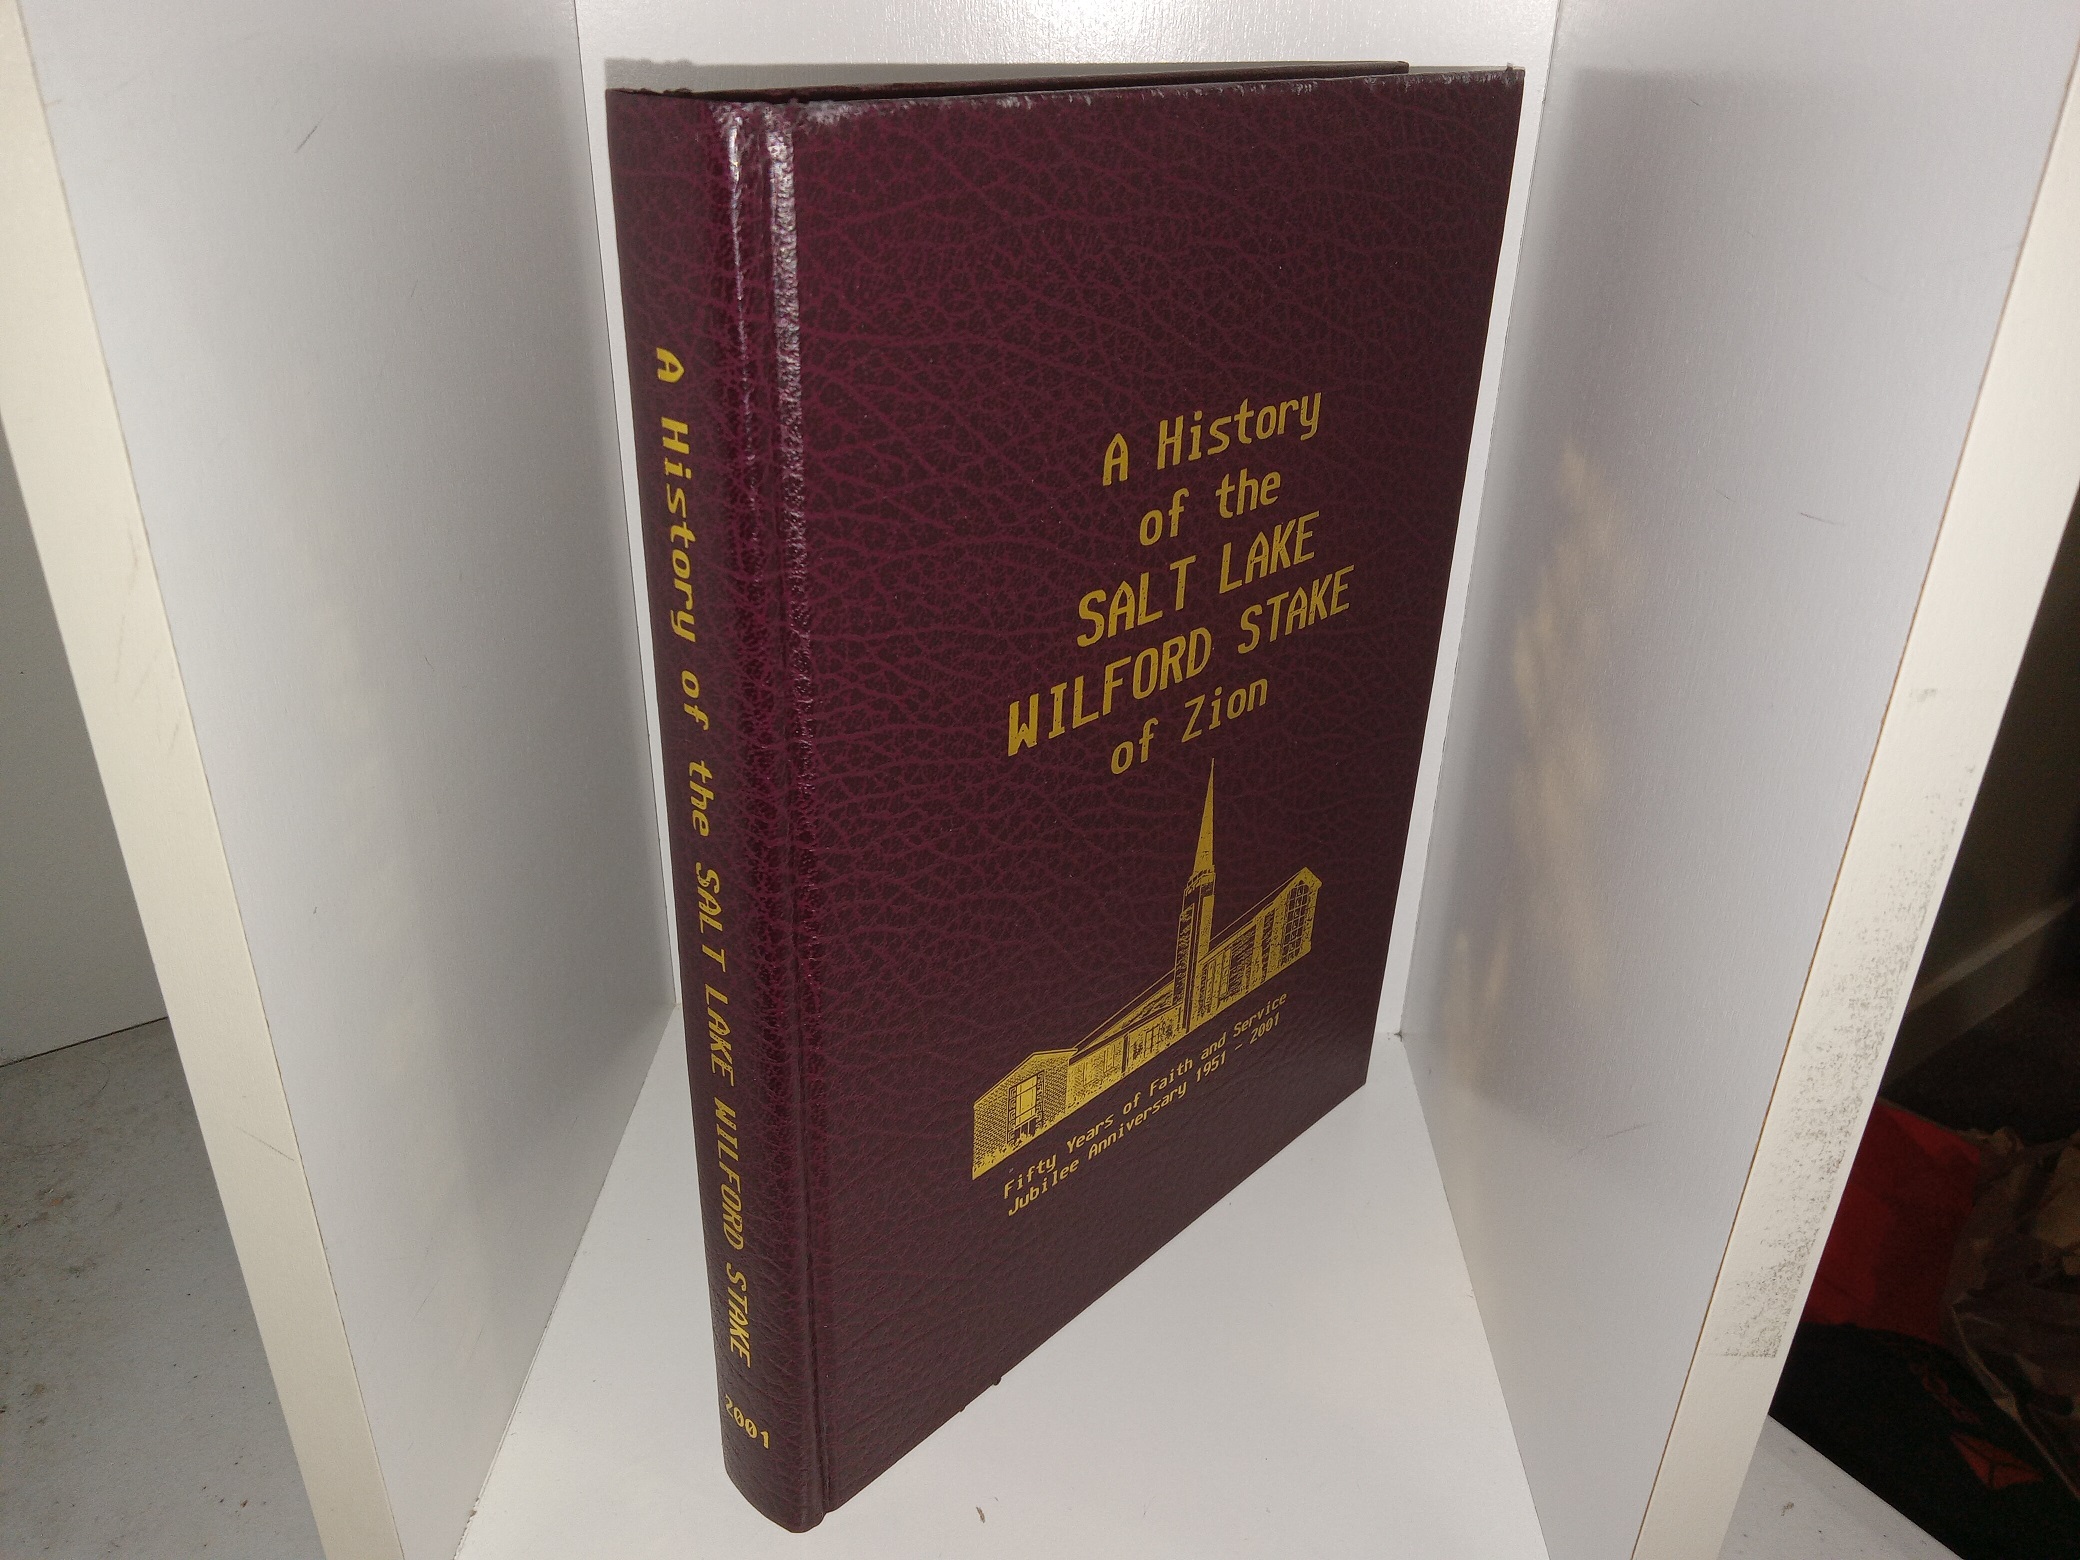 A History of the SALT LAKE WILFORD STAKE 2001
A History
of the
SALT LAKE
WILFORD STAKE
of Zion
Fifty Years of Faith and Service
Jubilee Anniversary 1951 - 2001